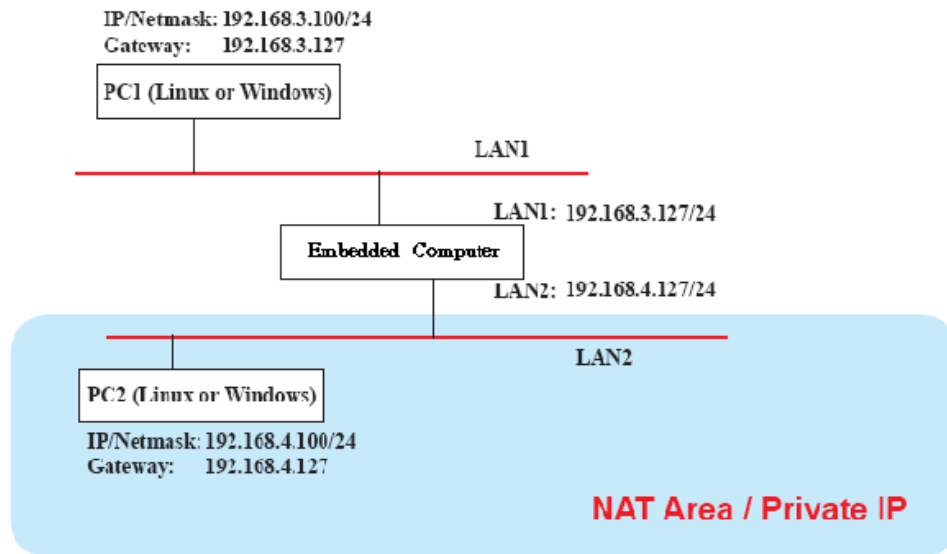 IP/Netmask: 192.168.3.100/24
Gateway: 192.168.3.127
PC1 (Linux or Windows)
LAN1
LAN1: 192.168.3.127/24
Embedded Computer
LAN2: 192.168.4.127/24
LAN2
PC2 (Linux or Windows)
IP/Netmask: 192.168.4.100/24
Gateway: 192.168.4.127
NAT Area / Private IP